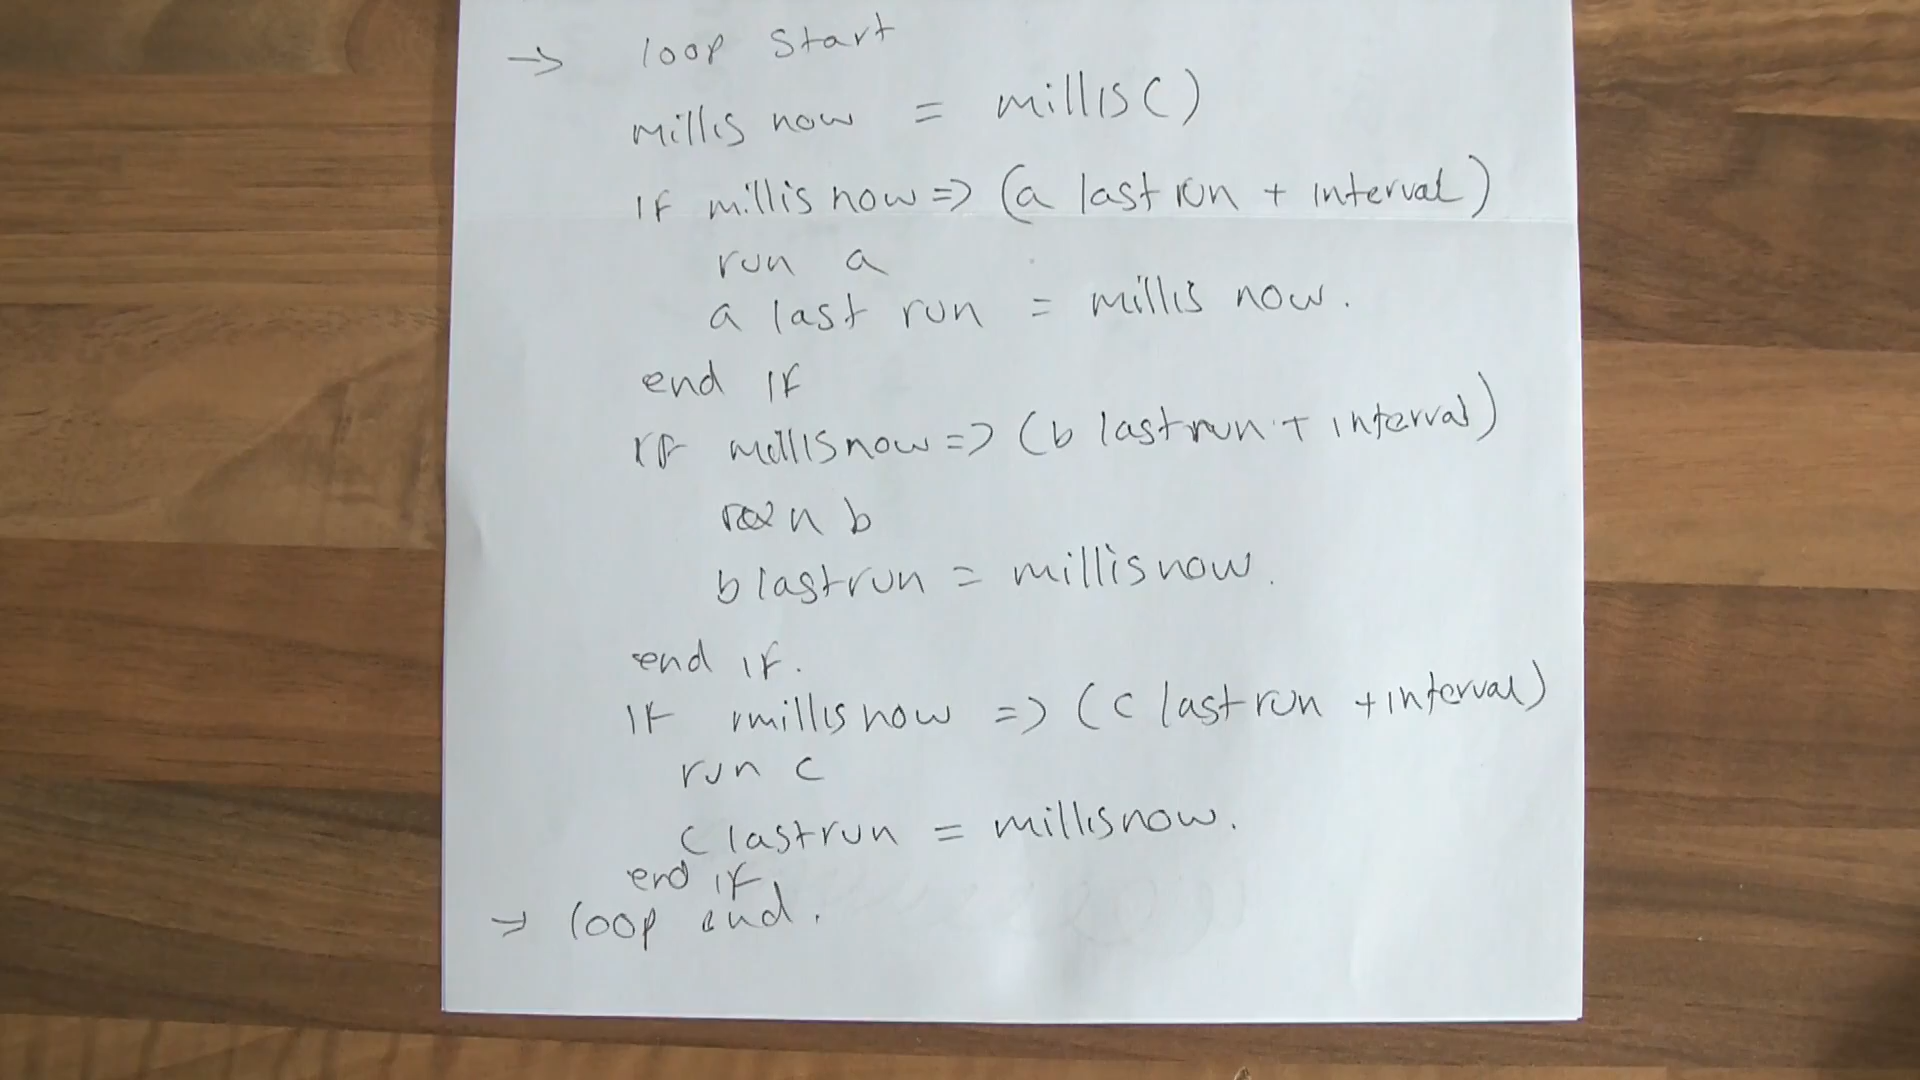 → loop start
millis now = millis()
IF millis now => (a last run + interval)
run a
a last run = millis now.
end IF
IF millis now => (b last run + interval)
run b
b last run = millis now.
end IF.
IF millis now => (c last run + interval)
run c
c last run = millis now.
end IF
→ loop end.